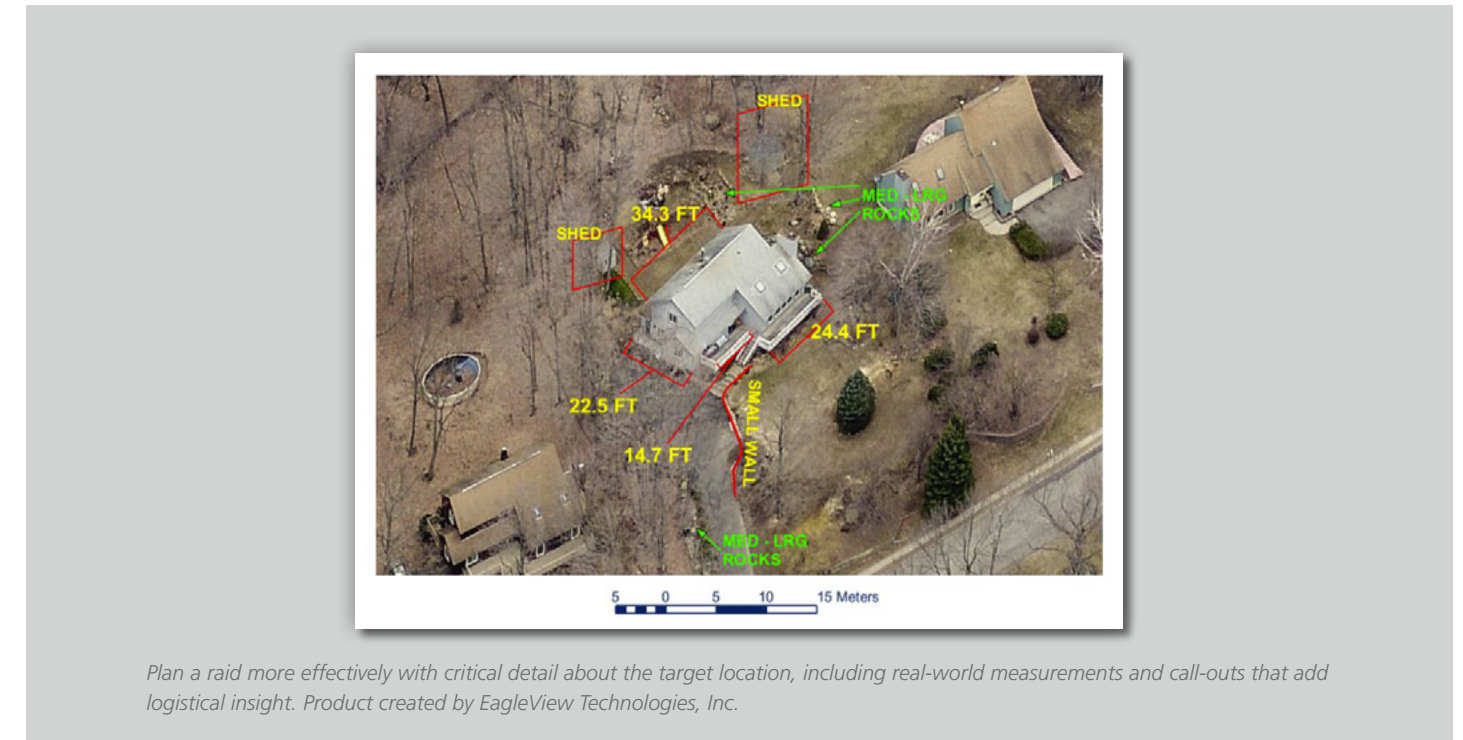 SHED
MED - LRG
ROCKS
34.3 FT
SHED
24.4 FT
SMALL WALL
22.5 FT
14.7 FT
MED - LRG
ROCKS
5 0 5 10 15 Meters
Plan a raid more effectively with critical detail about the target location, including real-world measurements and call-outs that add
logistical insight. Product created by EagleView Technologies, Inc.